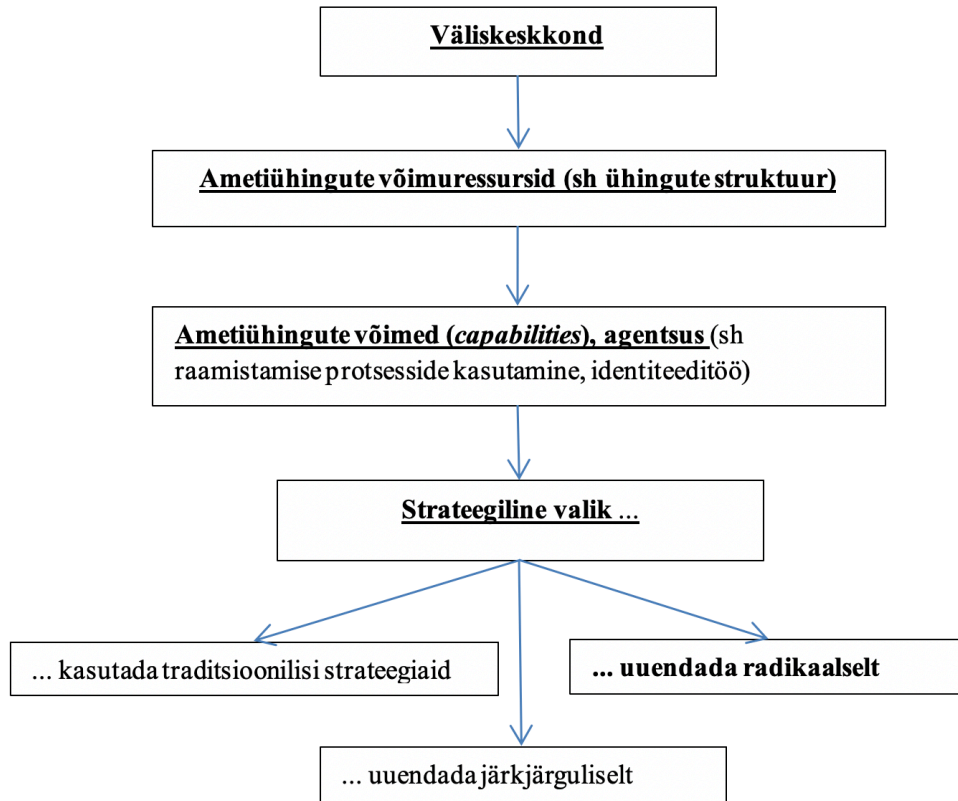 Väliskeskkond
Ametiühingute võimuressursid (sh ühingute struktuur)
Ametiühingute võimed (capabilities), agentsus (sh
raamistamise protsesside kasutamine, identiteeditöö)
Strateegiline valik ...
... kasutada traditsioonilisi strateegiaid
... uuendada radikaalselt
... uuendada järkjärguliselt